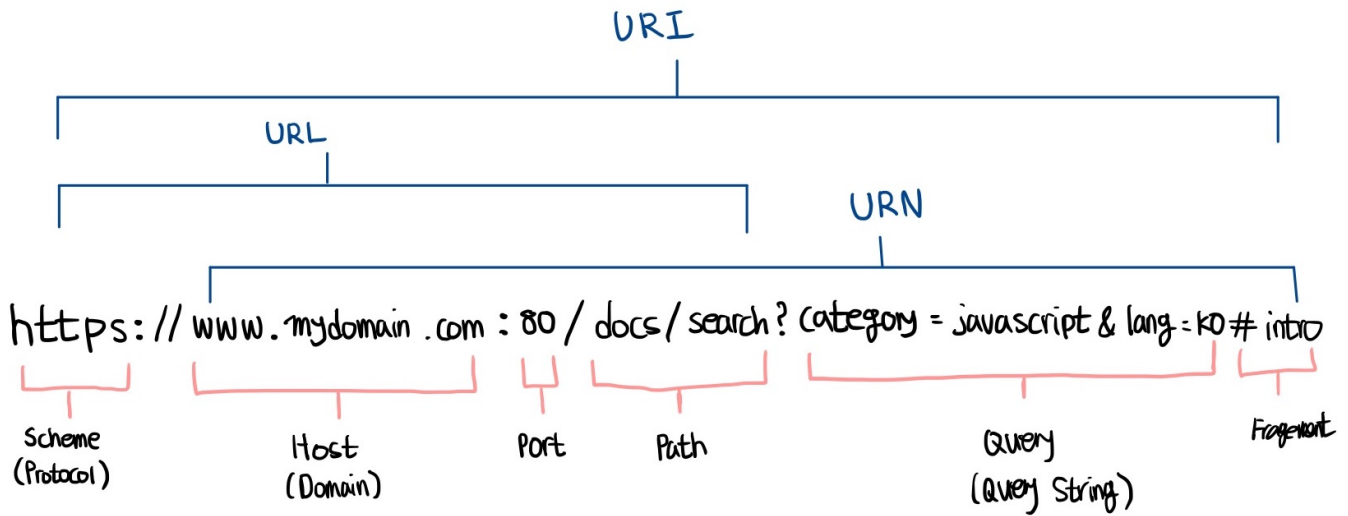 URI
URL
URN
https://www.mydomain.com:80/docs/search?category=javascript&lang=ko#intro
Scheme
(Protocol)
Host
(Domain)
Port
Path
Query
(Query String)
Fragement